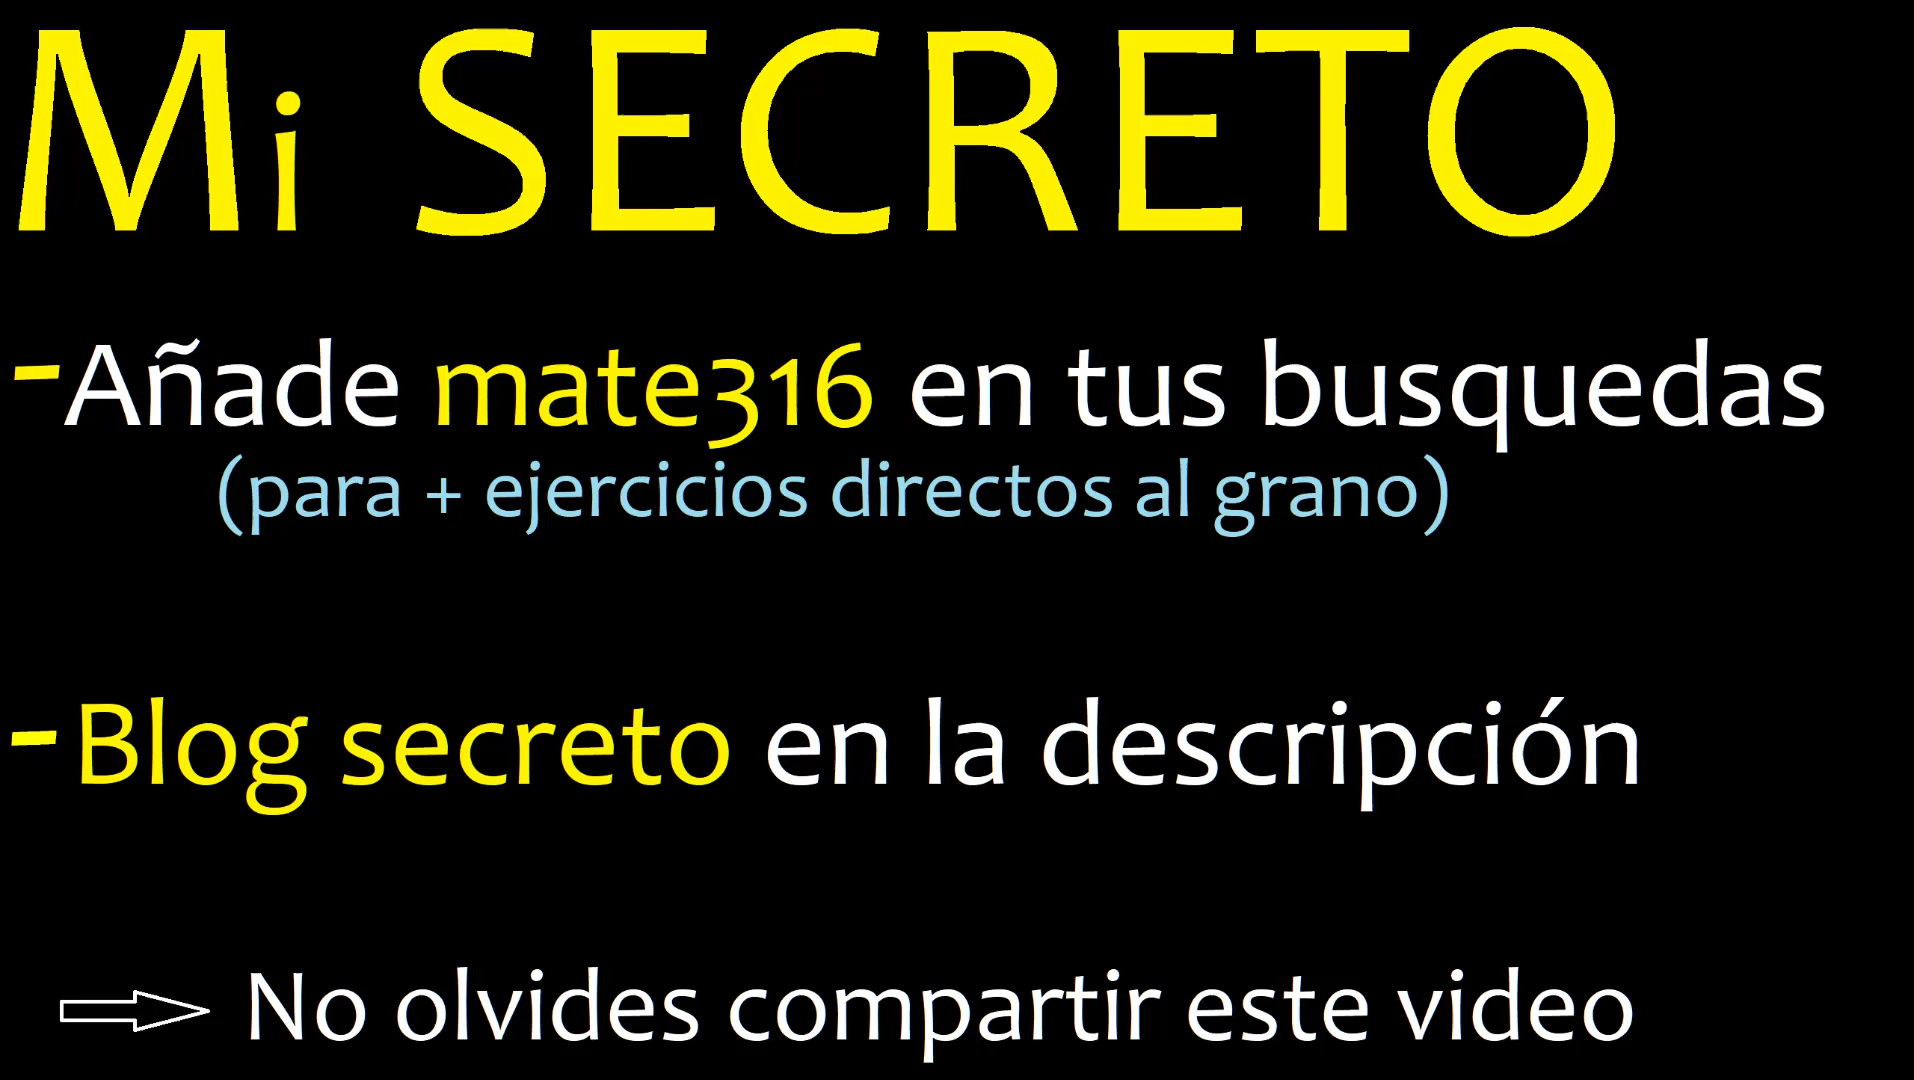 Mi SECRETO
-Añade mate316 en tus busquedas
(para + ejercicios directos al grano)
-Blog secreto en la descripción
No olvides compartir este video